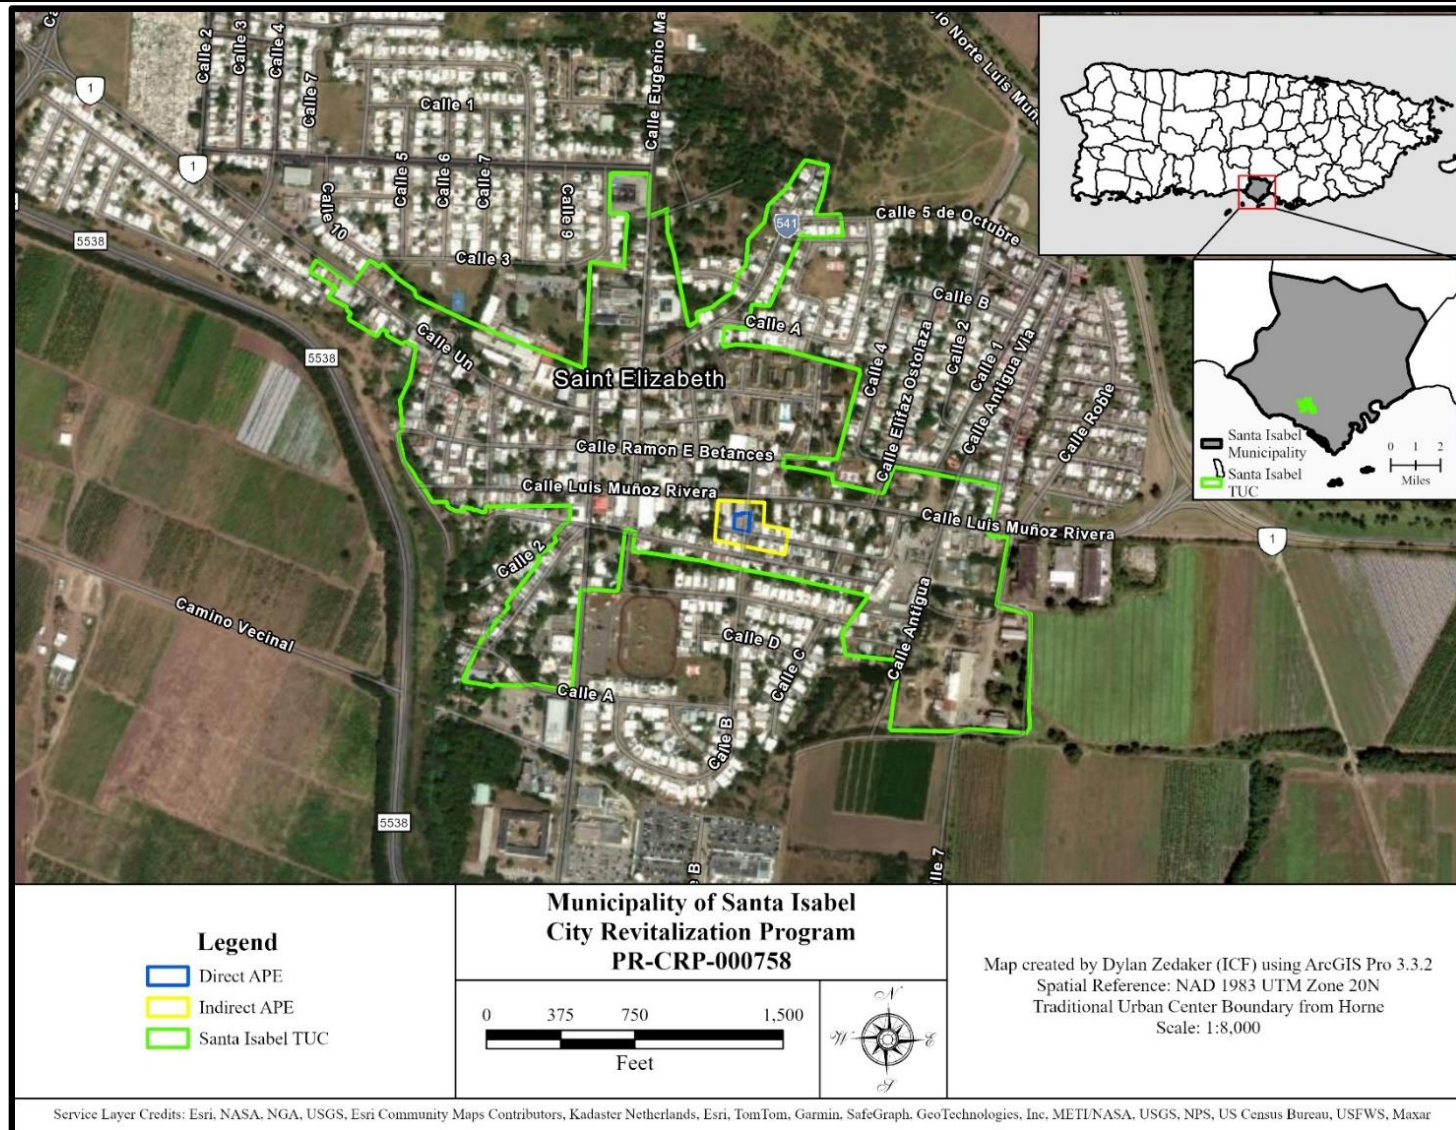 Calle 2
Calle 3
Calle 4
Calle 7
Calle Eugenio Ma
Norte Luis Muñ
1
Calle 1
1
Calle 5
Calle 6
Calle 7
Calle 9
Calle 10
541
Calle 5 de Octubre
5538
Calle 3
Calle B
Calle A
Calle 2
Calle 1
Calle Un
5538
Calle 4
Calle Elifaz Ostolaza
Calle Antigua Via
Saint Elizabeth
Calle Roble
Calle Ramon E Betances
Calle Luis Muñoz Rivera
Calle Luis Muñoz Rivera
1
Calle 2
Camino Vecinal
Calle D
Calle C
Calle Antigua
Calle A
Calle B
5538
B
lle 7
Santa Isabel
Municipality
Santa Isabel
TUC
0 1 2
Miles
Legend
Direct APE
Indirect APE
Santa Isabel TUC
Municipality of Santa Isabel
City Revitalization Program
PR-CRP-000758
0 375 750 1,500
Feet
N
W E
S
Map created by Dylan Zedaker (ICF) using ArcGIS Pro 3.3.2
Spatial Reference: NAD 1983 UTM Zone 20N
Traditional Urban Center Boundary from Horne
Scale: 1:8,000
Service Layer Credits: Esri, NASA, NGA, USGS, Esri Community Maps Contributors, Kadaster Netherlands, Esri, TomTom, Garmin, SafeGraph, GeoTechnologies, Inc, METI/NASA, USGS, NPS, US Census Bureau, USFWS, Maxar